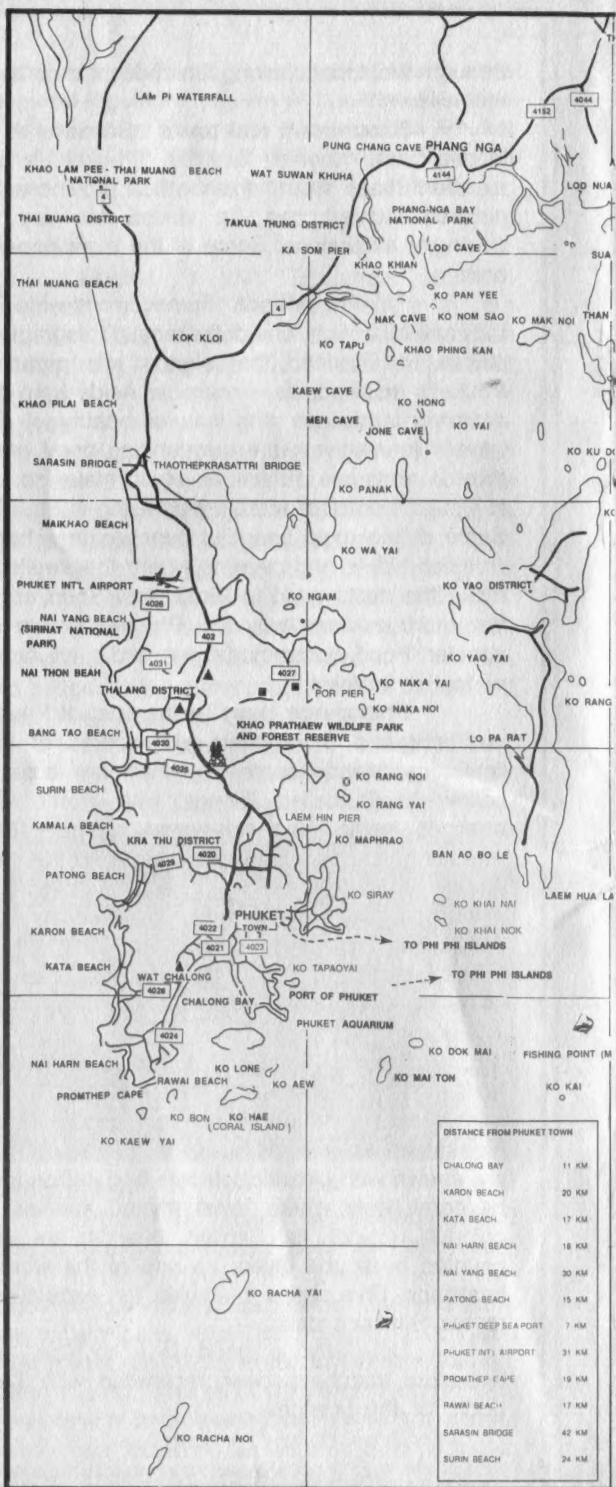 LAM PI WATERFALL
4152
4044
PUNG CHANG CAVE
PHANG NGA
KHAO LAM PEE - THAI MUANG BEACH
NATIONAL PARK
WAT SUWAN KHUHA
4144
LOD NUA
4
PHANG-NGA BAY
NATIONAL PARK
THAI MUANG DISTRICT
TAKUA THUNG DISTRICT
LOD CAVE
KA SOM PIER
SUA
KHAO KHIAN
THAI MUANG BEACH
KO PAN YEE
4
NAK CAVE
KO NOM SAO
KO MAK NOI
THAN
KOK KLOI
KO TAPU
KHAO PHING KAN
KAEW CAVE
KHAO PILAI BEACH
KO HONG
MEN CAVE
JONE CAVE
KO YAI
SARASIN BRIDGE
THAOTHEPKRASATTRI BRIDGE
KO KU DO
KO PANAK
MAIKHAO BEACH
KO WA YAI
PHUKET INT'L AIRPORT
KO YAO DISTRICT
4026
KO NGAM
NAI YANG BEACH
(SIRINAT NATIONAL
PARK)
402
4031
KO YAO YAI
NAI THON BEAH
4027
THALANG DISTRICT
POR PIER
KO NAKA YAI
KO RANG
KO NAKA NOI
BANG TAO BEACH
KHAO PRATHAEW WILDLIFE PARK
AND FOREST RESERVE
LO PA RAT
4030
4025
SURIN BEACH
KO RANG NOI
KO RANG YAI
KAMALA BEACH
LAEM HIN PIER
KRA THU DISTRICT
KO MAPHRAO
4029
4020
BAN AO BO LE
PATONG BEACH
KO SIRAY
LAEM HUA LA
KO KHAI NAI
PHUKET
TOWN
KARON BEACH
4022
KO KHAI NOK
4021
4023
TO PHI PHI ISLANDS
KATA BEACH
WAT CHALONG
KO TAPAOYAI
TO PHI PHI ISLANDS
4028
CHALONG BAY
PORT OF PHUKET
PHUKET AQUARIUM
4024
KO DOK MAI
FISHING POINT (M
NAI HARN BEACH
KO LONE
KO MAI TON
RAWAI BEACH
KO AEW
KO KAI
PROMTHEP CAPE
KO BON
KO HAE
(CORAL ISLAND)
KO KAEW YAI
DISTANCE FROM PHUKET TOWN
CHALONG BAY 11 KM
KARON BEACH 20 KM
KATA BEACH 17 KM
NAI HARN BEACH 18 KM
NAI YANG BEACH 30 KM
PATONG BEACH 15 KM
PHUKET DEEP SEA PORT 7 KM
PHUKET INT'L AIRPORT 31 KM
PROMTHEP CAPE 19 KM
RAWAI BEACH 17 KM
SARASIN BRIDGE 42 KM
SURIN BEACH 24 KM
KO RACHA YAI
KO RACHA NOI